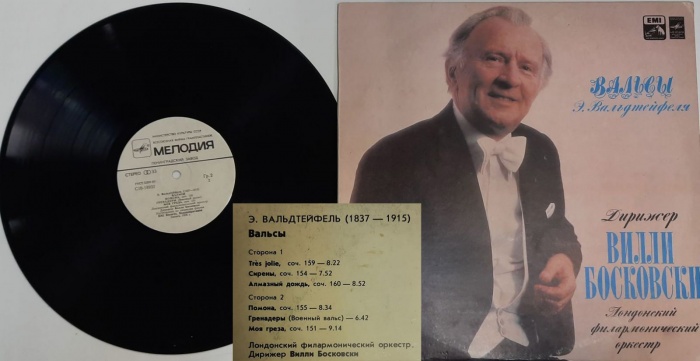 МЕЛОДИЯ
СТЕРЕО
33
EMI
ВАЛЬСЫ
Э. Вальдтейфеля
Дирижер
ВИЛЛИ
БОСКОВСКИ
Лондонский
филармонический
оркестр
Э. ВАЛЬДТЕЙФЕЛЬ (1837 — 1915)
Вальсы
Сторона 1
Très jolie, соч. 159 — 8.22
Сирены, соч. 154 — 7.52
Алмазный дождь, соч. 160 — 8.52
Сторона 2
Помона, соч. 155 — 8.34
Гренадеры (Военный вальс) — 6.42
Моя греза, соч. 151 — 9.14
Лондонский филармонический оркестр.
Дирижер Вилли Босковски